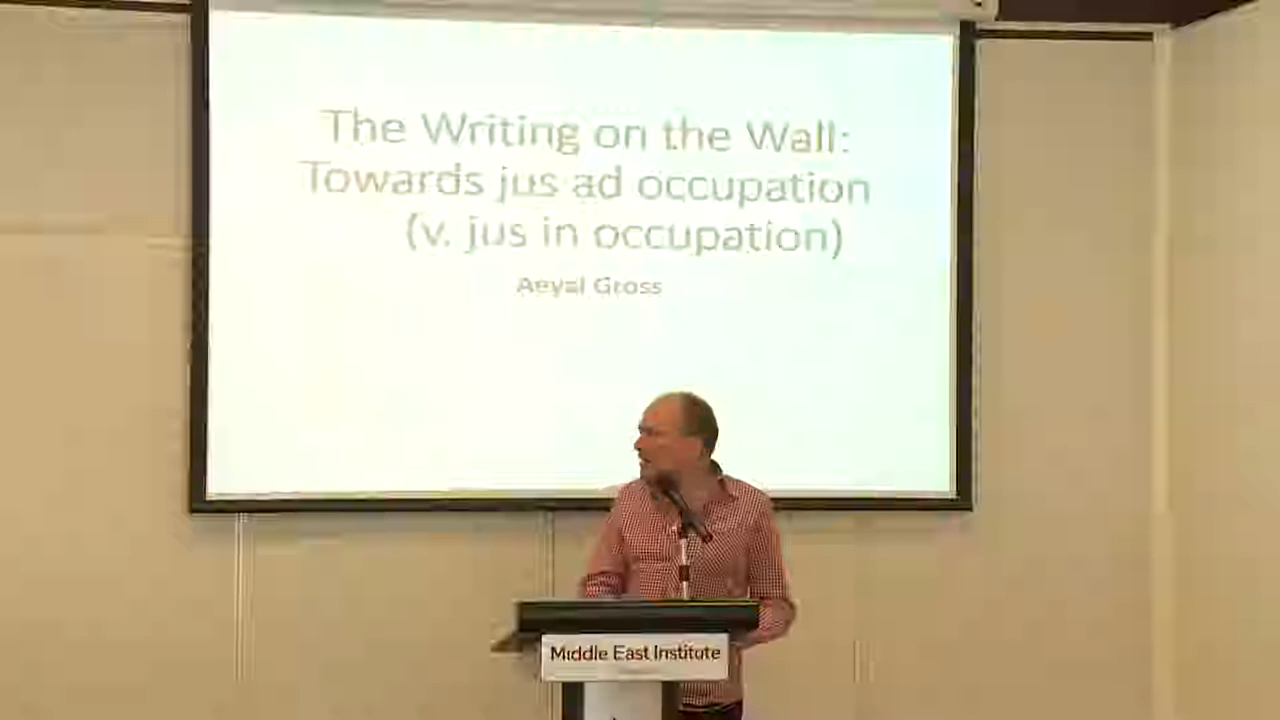 The Writing on the Wall:
Towards jus ad occupation
(v. jus in occupation)
Aeyal Gross
Middle East Institute